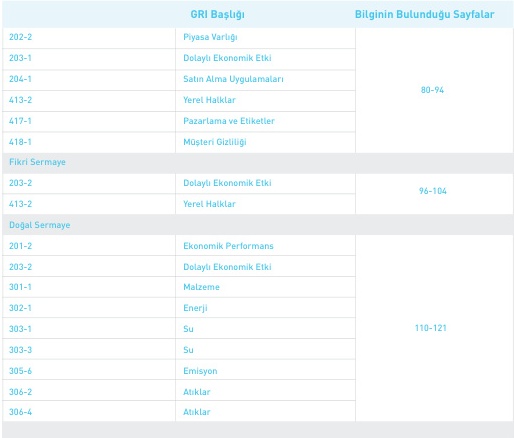 GRI Başlığı Bilginin Bulunduğu Sayfalar
202-2 Piyasa Varlığı
203-1 Dolaylı Ekonomik Etki
204-1 Satın Alma Uygulamaları
80-94
413-2 Yerel Halklar
417-1 Pazarlama ve Etiketler
418-1 Müşteri Gizliliği
Fikri Sermaye
203-2 Dolaylı Ekonomik Etki
96-104
413-2 Yerel Halklar
Doğal Sermaye
201-2 Ekonomik Performans
203-2 Dolaylı Ekonomik Etki
301-1 Malzeme
302-1 Enerji
303-1 Su
110-121
303-3 Su
305-6 Emisyon
306-2 Atıklar
306-4 Atıklar